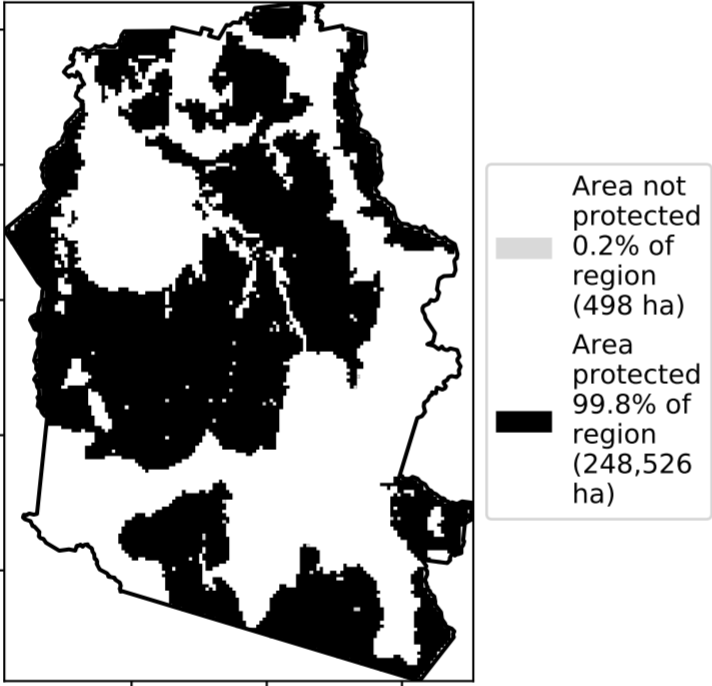 Area not
protected
0.2% of
region
(498 ha)
Area
protected
99.8% of
region
(248,526
ha)